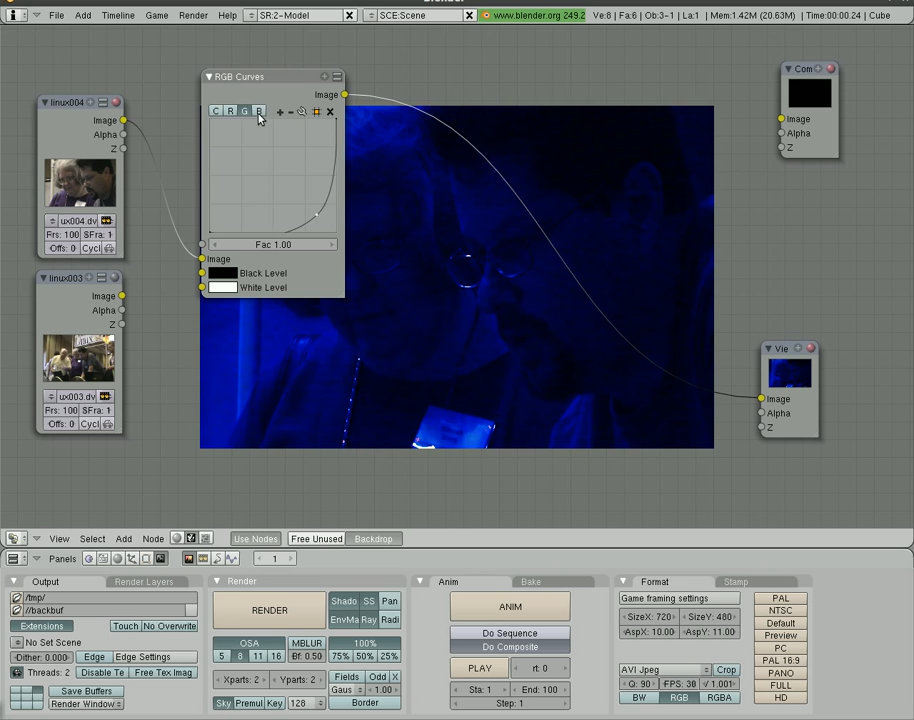 File Add Timeline Game Render Help SR:2-Model SCE:Scene www.blender.org 249.2 Ve:8 | Fa:6 | Ob:3-1 | La:1 | Mem:1.42M (20.63M) | Time:00:00.24 | Cube
linux004
Image
Alpha
Z
ux004.dv
Frs: 100 SFra: 1
Offs: 0 Cycl
linux003
Image
Alpha
Z
ux003.dv
Frs: 100 SFra: 1
Offs: 0 Cycl
RGB Curves
Image
C R G B
Fac 1.00
Image
Black Level
White Level
Com
Image
Alpha
Z
Vie
Image
Alpha
Z
View Select Add Node Use Nodes Free Unused Backdrop
Panels 1
Output Render Layers
/tmp/
//backbuf
Extensions Touch No Overwrite
No Set Scene
Dither: 0.000 Edge Edge Settings
Threads: 2 Disable Te Free Tex Imag
Save Buffers
Render Window
Render
RENDER
Shado SS Pan
EnvMa Ray Radi
OSA MBLUR 100%
5 8 11 16 Bf: 0.50 75% 50% 25%
Xparts: 2 Yparts: 2 Fields Odd X
Gaus 1.00
Sky Premul Key 128 Border
Anim Bake
ANIM
Do Sequence
Do Composite
PLAY rt: 0
Sta: 1 End: 100
Step: 1
Format Stamp
Game framing settings
SizeX: 720 SizeY: 480
AspX: 10.00 AspY: 11.00
AVI Jpeg Crop
Q: 90 FPS: 30 / 1.001
BW RGB RGBA
PAL
NTSC
Default
Preview
PC
PAL 16:9
PANO
FULL
HD